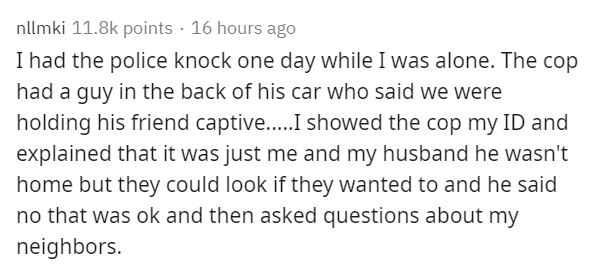 nllmki 11.8k points · 16 hours ago
I had the police knock one day while I was alone. The cop
had a guy in the back of his car who said we were
holding his friend captive.....I showed the cop my ID and
explained that it was just me and my husband he wasn't
home but they could look if they wanted to and he said
no that was ok and then asked questions about my
neighbors.